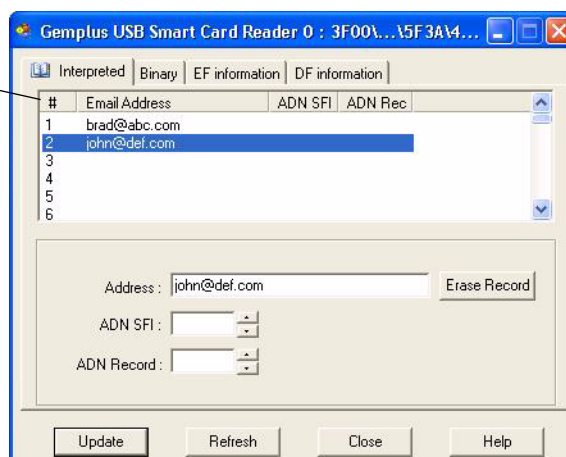 Gemplus USB Smart Card Reader 0 : 3F00\...\5F3A\4...
Interpreted Binary EF information DF information
# Email Address ADN SFI ADN Rec
1 brad@abc.com
2 john@def.com
3
4
5
6
Address : john@def.com Erase Record
ADN SFI :
ADN Record :
Update Refresh Close Help